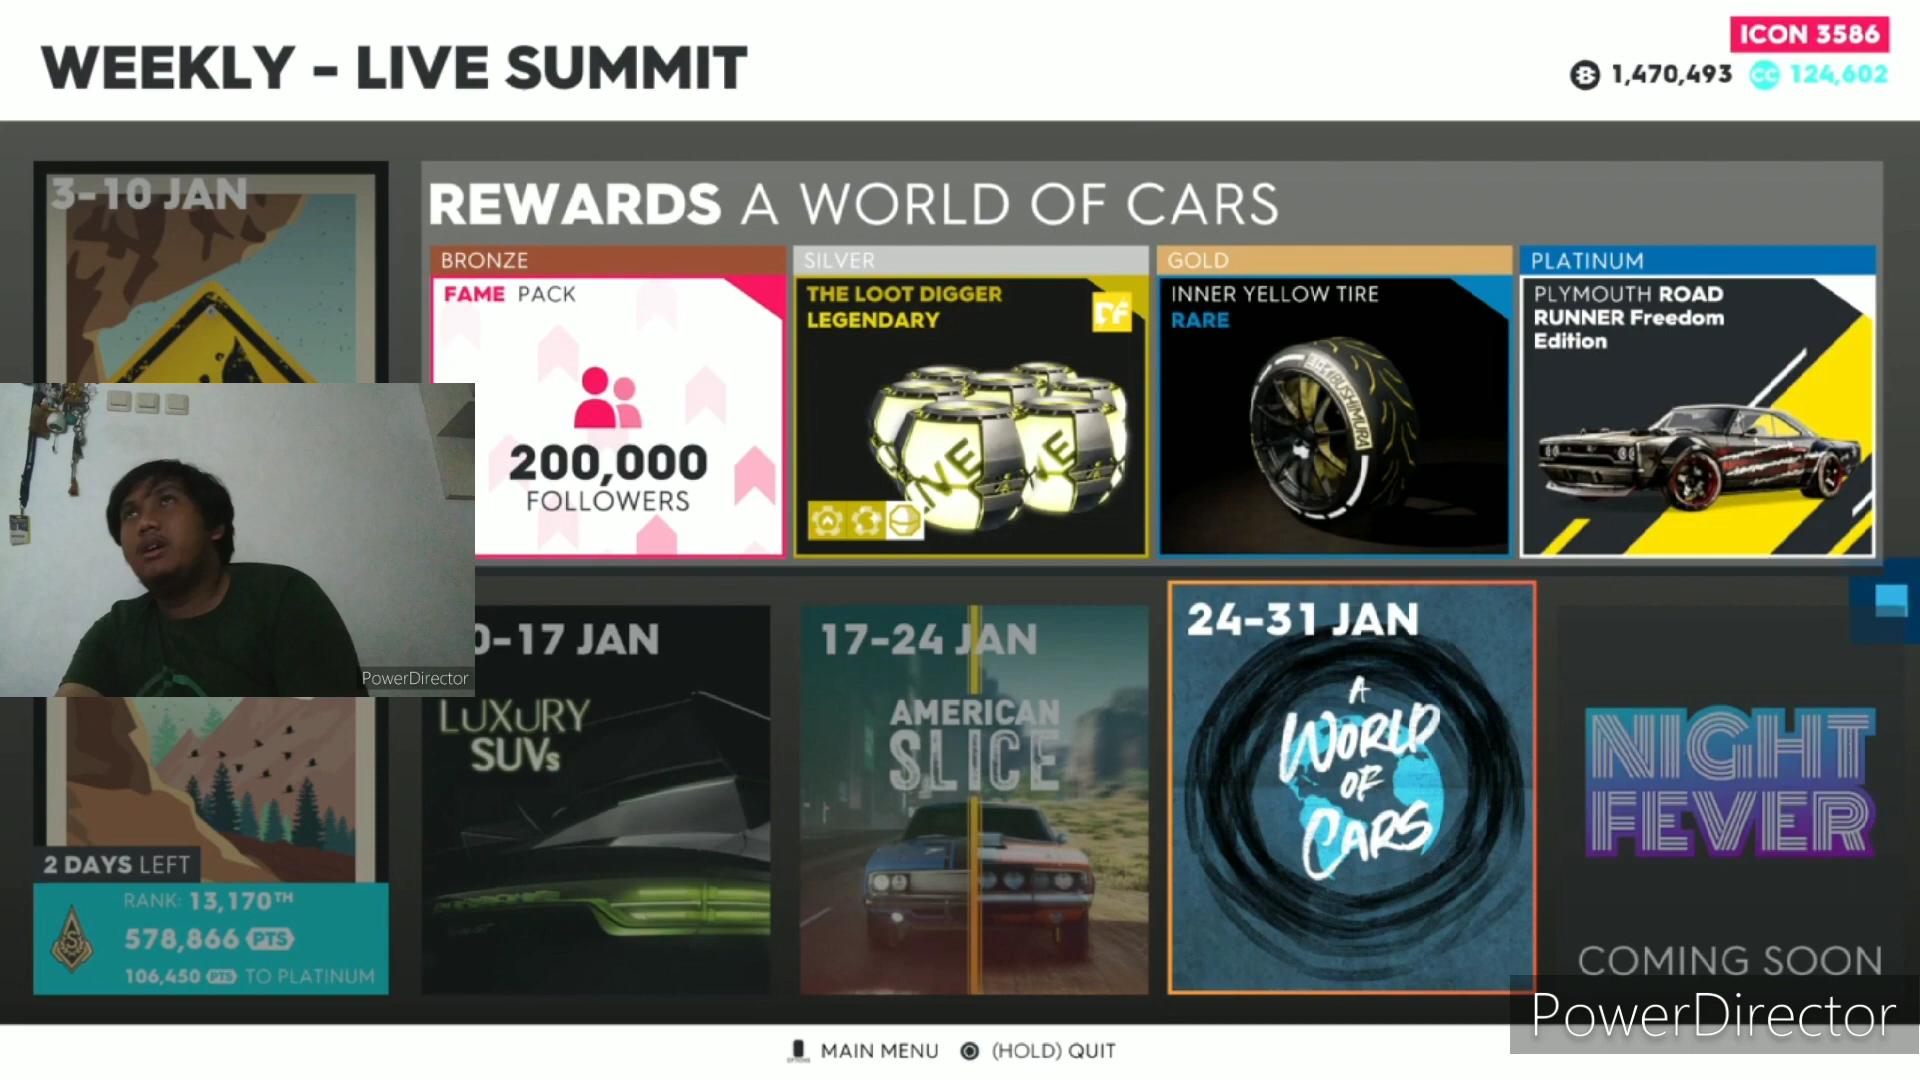 WEEKLY - LIVE SUMMIT
ICON 3586
1,470,493 CC 124,602
3-10 JAN
REWARDS A WORLD OF CARS
BRONZE
FAME PACK
200,000
FOLLOWERS
SILVER
THE LOOT DIGGER
LEGENDARY
GOLD
INNER YELLOW TIRE
RARE
PLATINUM
PLYMOUTH ROAD
RUNNER Freedom
Edition
PowerDirector
2 DAYS LEFT
RANK: 13,170TH
578,866 PTS
106,450 PTS TO PLATINUM
0-17 JAN
LUXURY
SUVs
17-24 JAN
AMERICAN
SLICE
24-31 JAN
A
WORLD
OF
CARS
NIGHT
FEVER
COMING SOON
PowerDirector
OPTIONS MAIN MENU (HOLD) QUIT